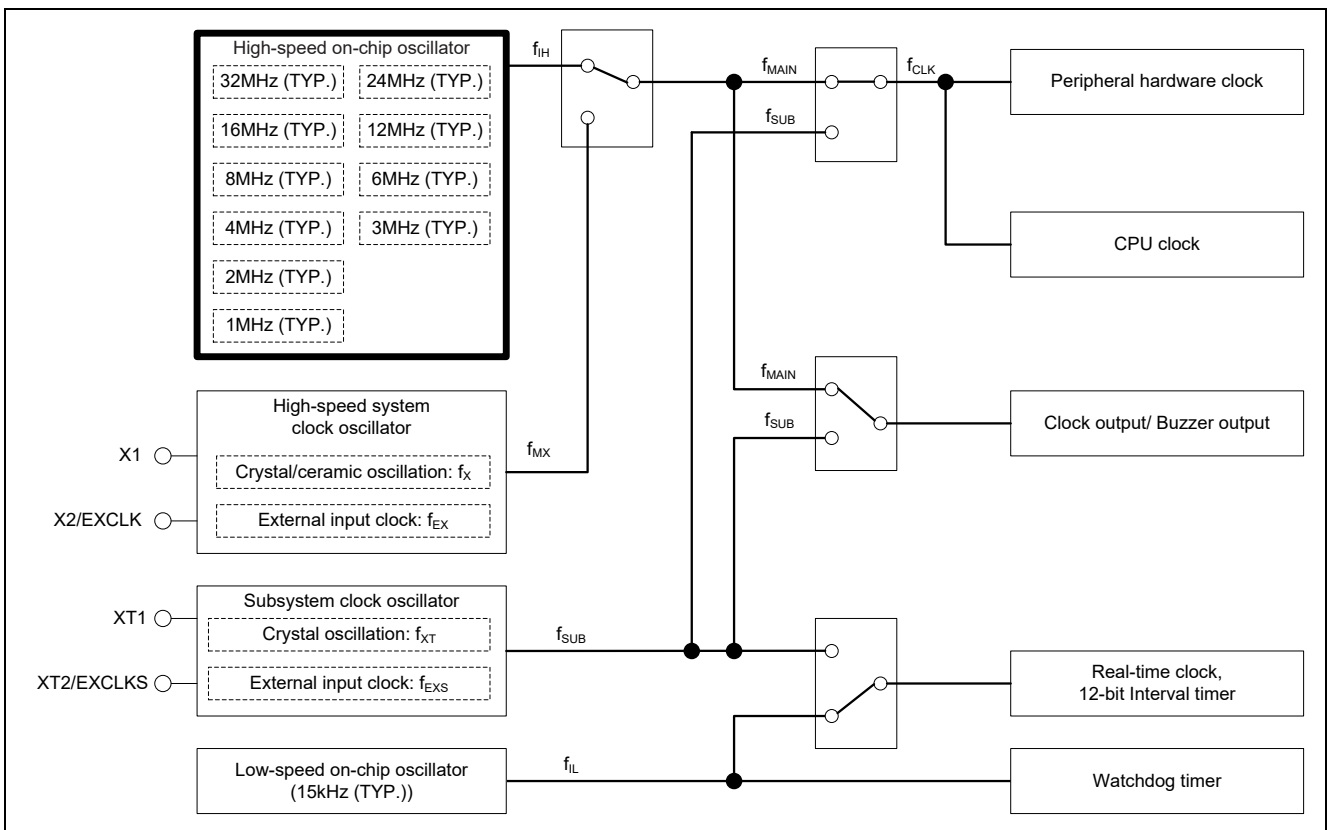 High-speed on-chip oscillator
32MHz (TYP.)
24MHz (TYP.)
16MHz (TYP.)
12MHz (TYP.)
8MHz (TYP.)
6MHz (TYP.)
4MHz (TYP.)
3MHz (TYP.)
2MHz (TYP.)
1MHz (TYP.)
fIH
fMAIN
fCLK
fSUB
Peripheral hardware clock
CPU clock
High-speed system
clock oscillator
X1
Crystal/ceramic oscillation: fX
X2/EXCLK
External input clock: fEX
fMX
fMAIN
fSUB
Clock output/ Buzzer output
Subsystem clock oscillator
XT1
Crystal oscillation: fXT
XT2/EXCLKS
External input clock: fEXS
fSUB
Real-time clock,
12-bit Interval timer
Low-speed on-chip oscillator
(15kHz (TYP.))
fIL
Watchdog timer